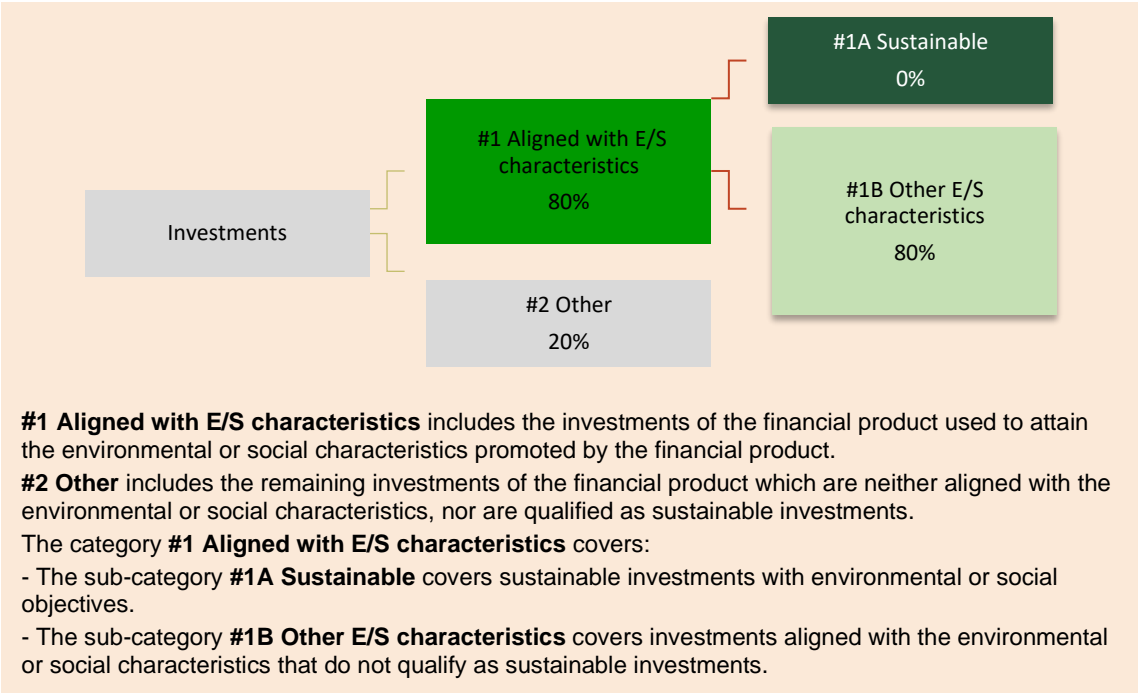 #1A Sustainable
0%
#1 Aligned with E/S
characteristics
80%
#1B Other E/S
characteristics
80%
Investments
#2 Other
20%
#1 Aligned with E/S characteristics includes the investments of the financial product used to attain
the environmental or social characteristics promoted by the financial product.
#2 Other includes the remaining investments of the financial product which are neither aligned with the
environmental or social characteristics, nor are qualified as sustainable investments.
The category #1 Aligned with E/S characteristics covers:
- The sub-category #1A Sustainable covers sustainable investments with environmental or social
objectives.
- The sub-category #1B Other E/S characteristics covers investments aligned with the environmental
or social characteristics that do not qualify as sustainable investments.